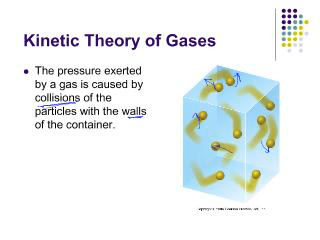 Kinetic Theory of Gases
The pressure exerted
by a gas is caused by
collisions of the
particles with the walls
of the container.